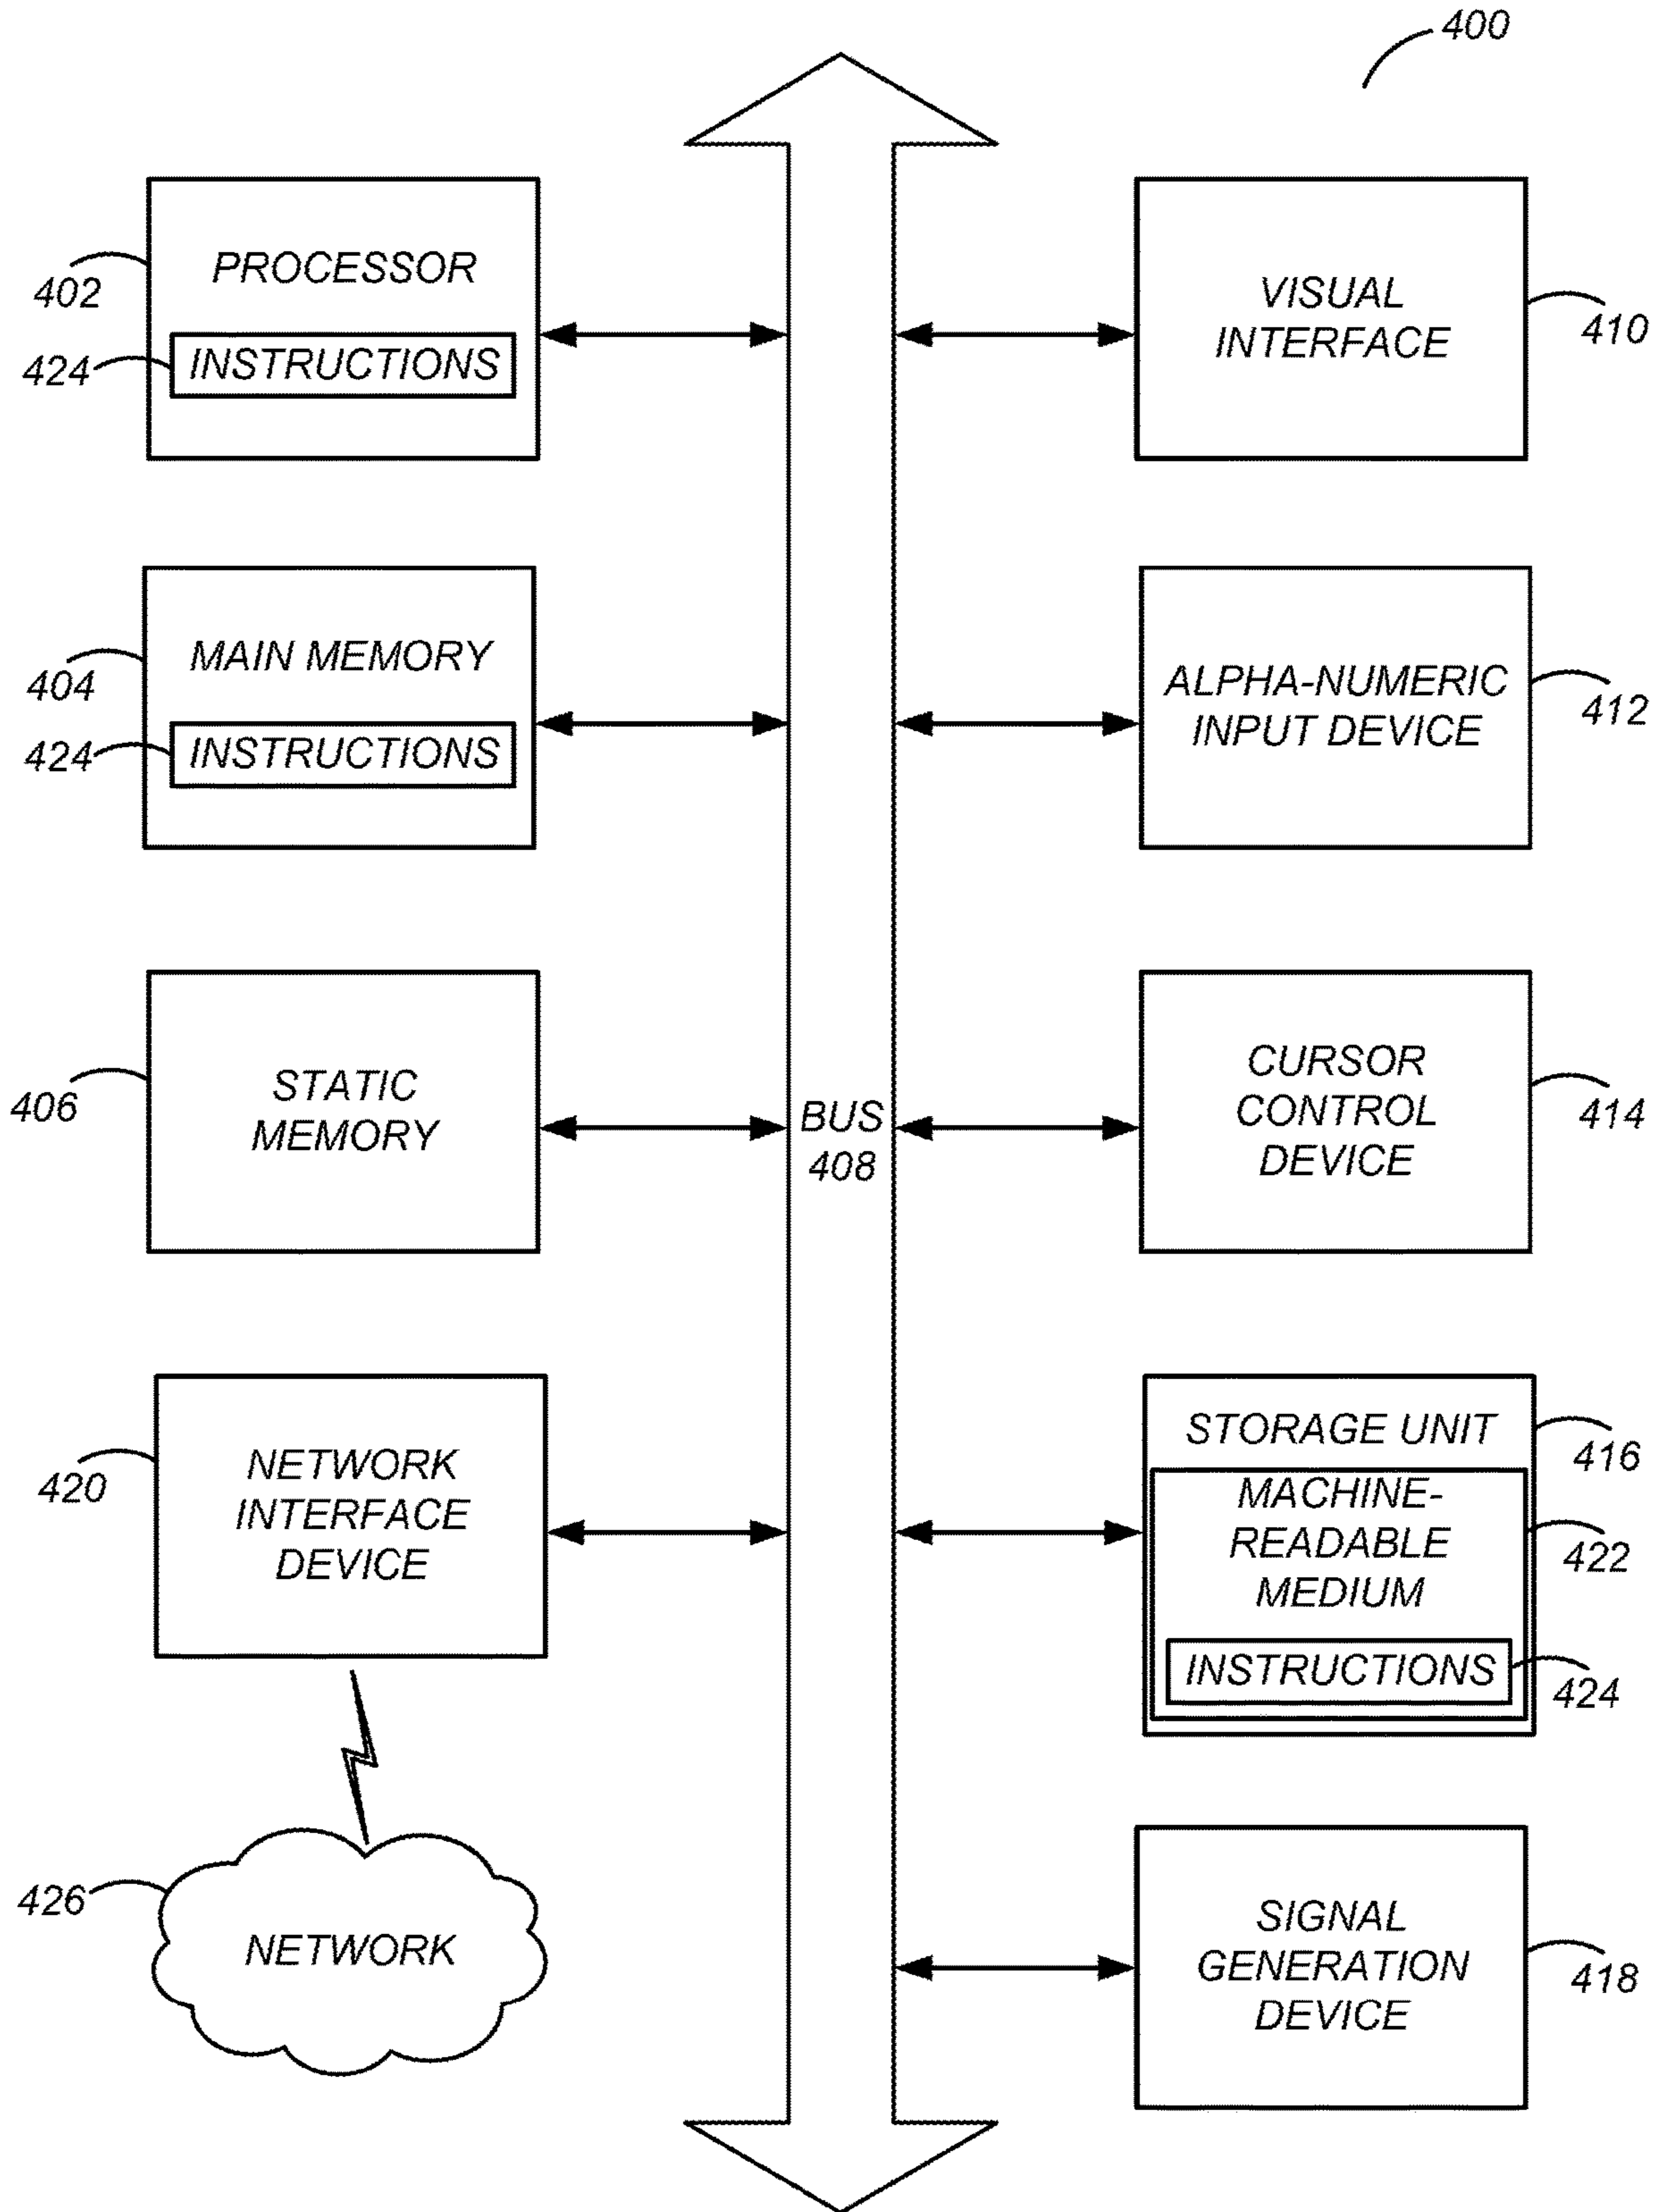 400
PROCESSOR
402
424
INSTRUCTIONS
VISUAL
INTERFACE
410
MAIN MEMORY
404
424
INSTRUCTIONS
ALPHA-NUMERIC
INPUT DEVICE
412
STATIC
MEMORY
406
BUS
408
CURSOR
CONTROL
DEVICE
414
NETWORK
INTERFACE
DEVICE
420
STORAGE UNIT
416
MACHINE-
READABLE
MEDIUM
422
INSTRUCTIONS
424
426
NETWORK
SIGNAL
GENERATION
DEVICE
418